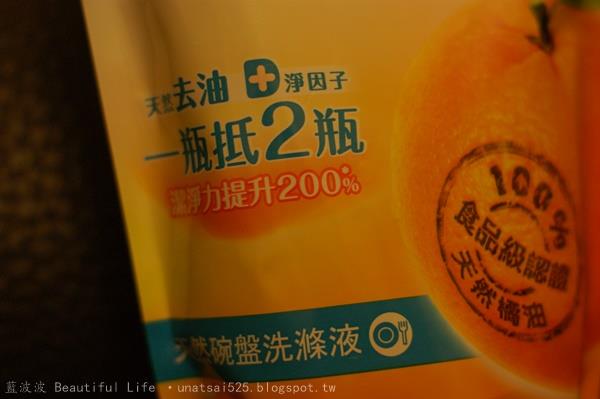 天然去油 D+ 淨因子
一瓶抵2瓶
潔淨力提升200%*
100%
食品級認證
天然橘油
天然碗盤洗滌液
藍波波 Beautiful Life ‧unatsai525.blogspot.tw